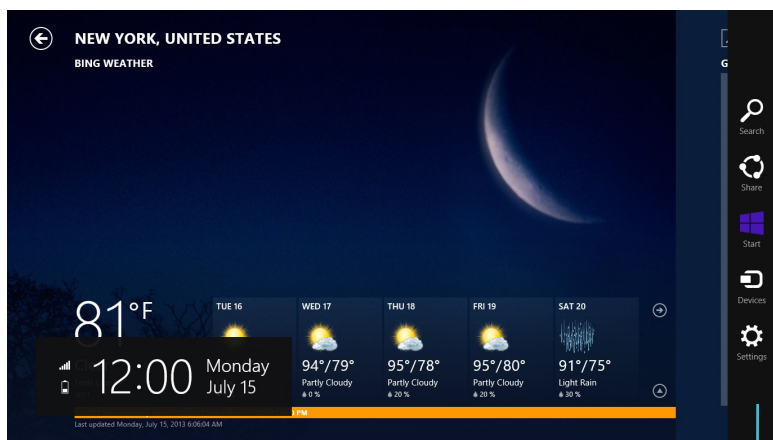 NEW YORK, UNITED STATES
BING WEATHER
G
Search
Share
Start
Devices
Settings
81°F
TUE 16
WED 17
94°/79°
Partly Cloudy
0 %
THU 18
95°/78°
Partly Cloudy
20 %
FRI 19
95°/80°
Partly Cloudy
20 %
SAT 20
91°/75°
Light Rain
30 %
12:00
Monday
July 15
PM
Last updated Monday, July 15, 2013 6:06:04 AM